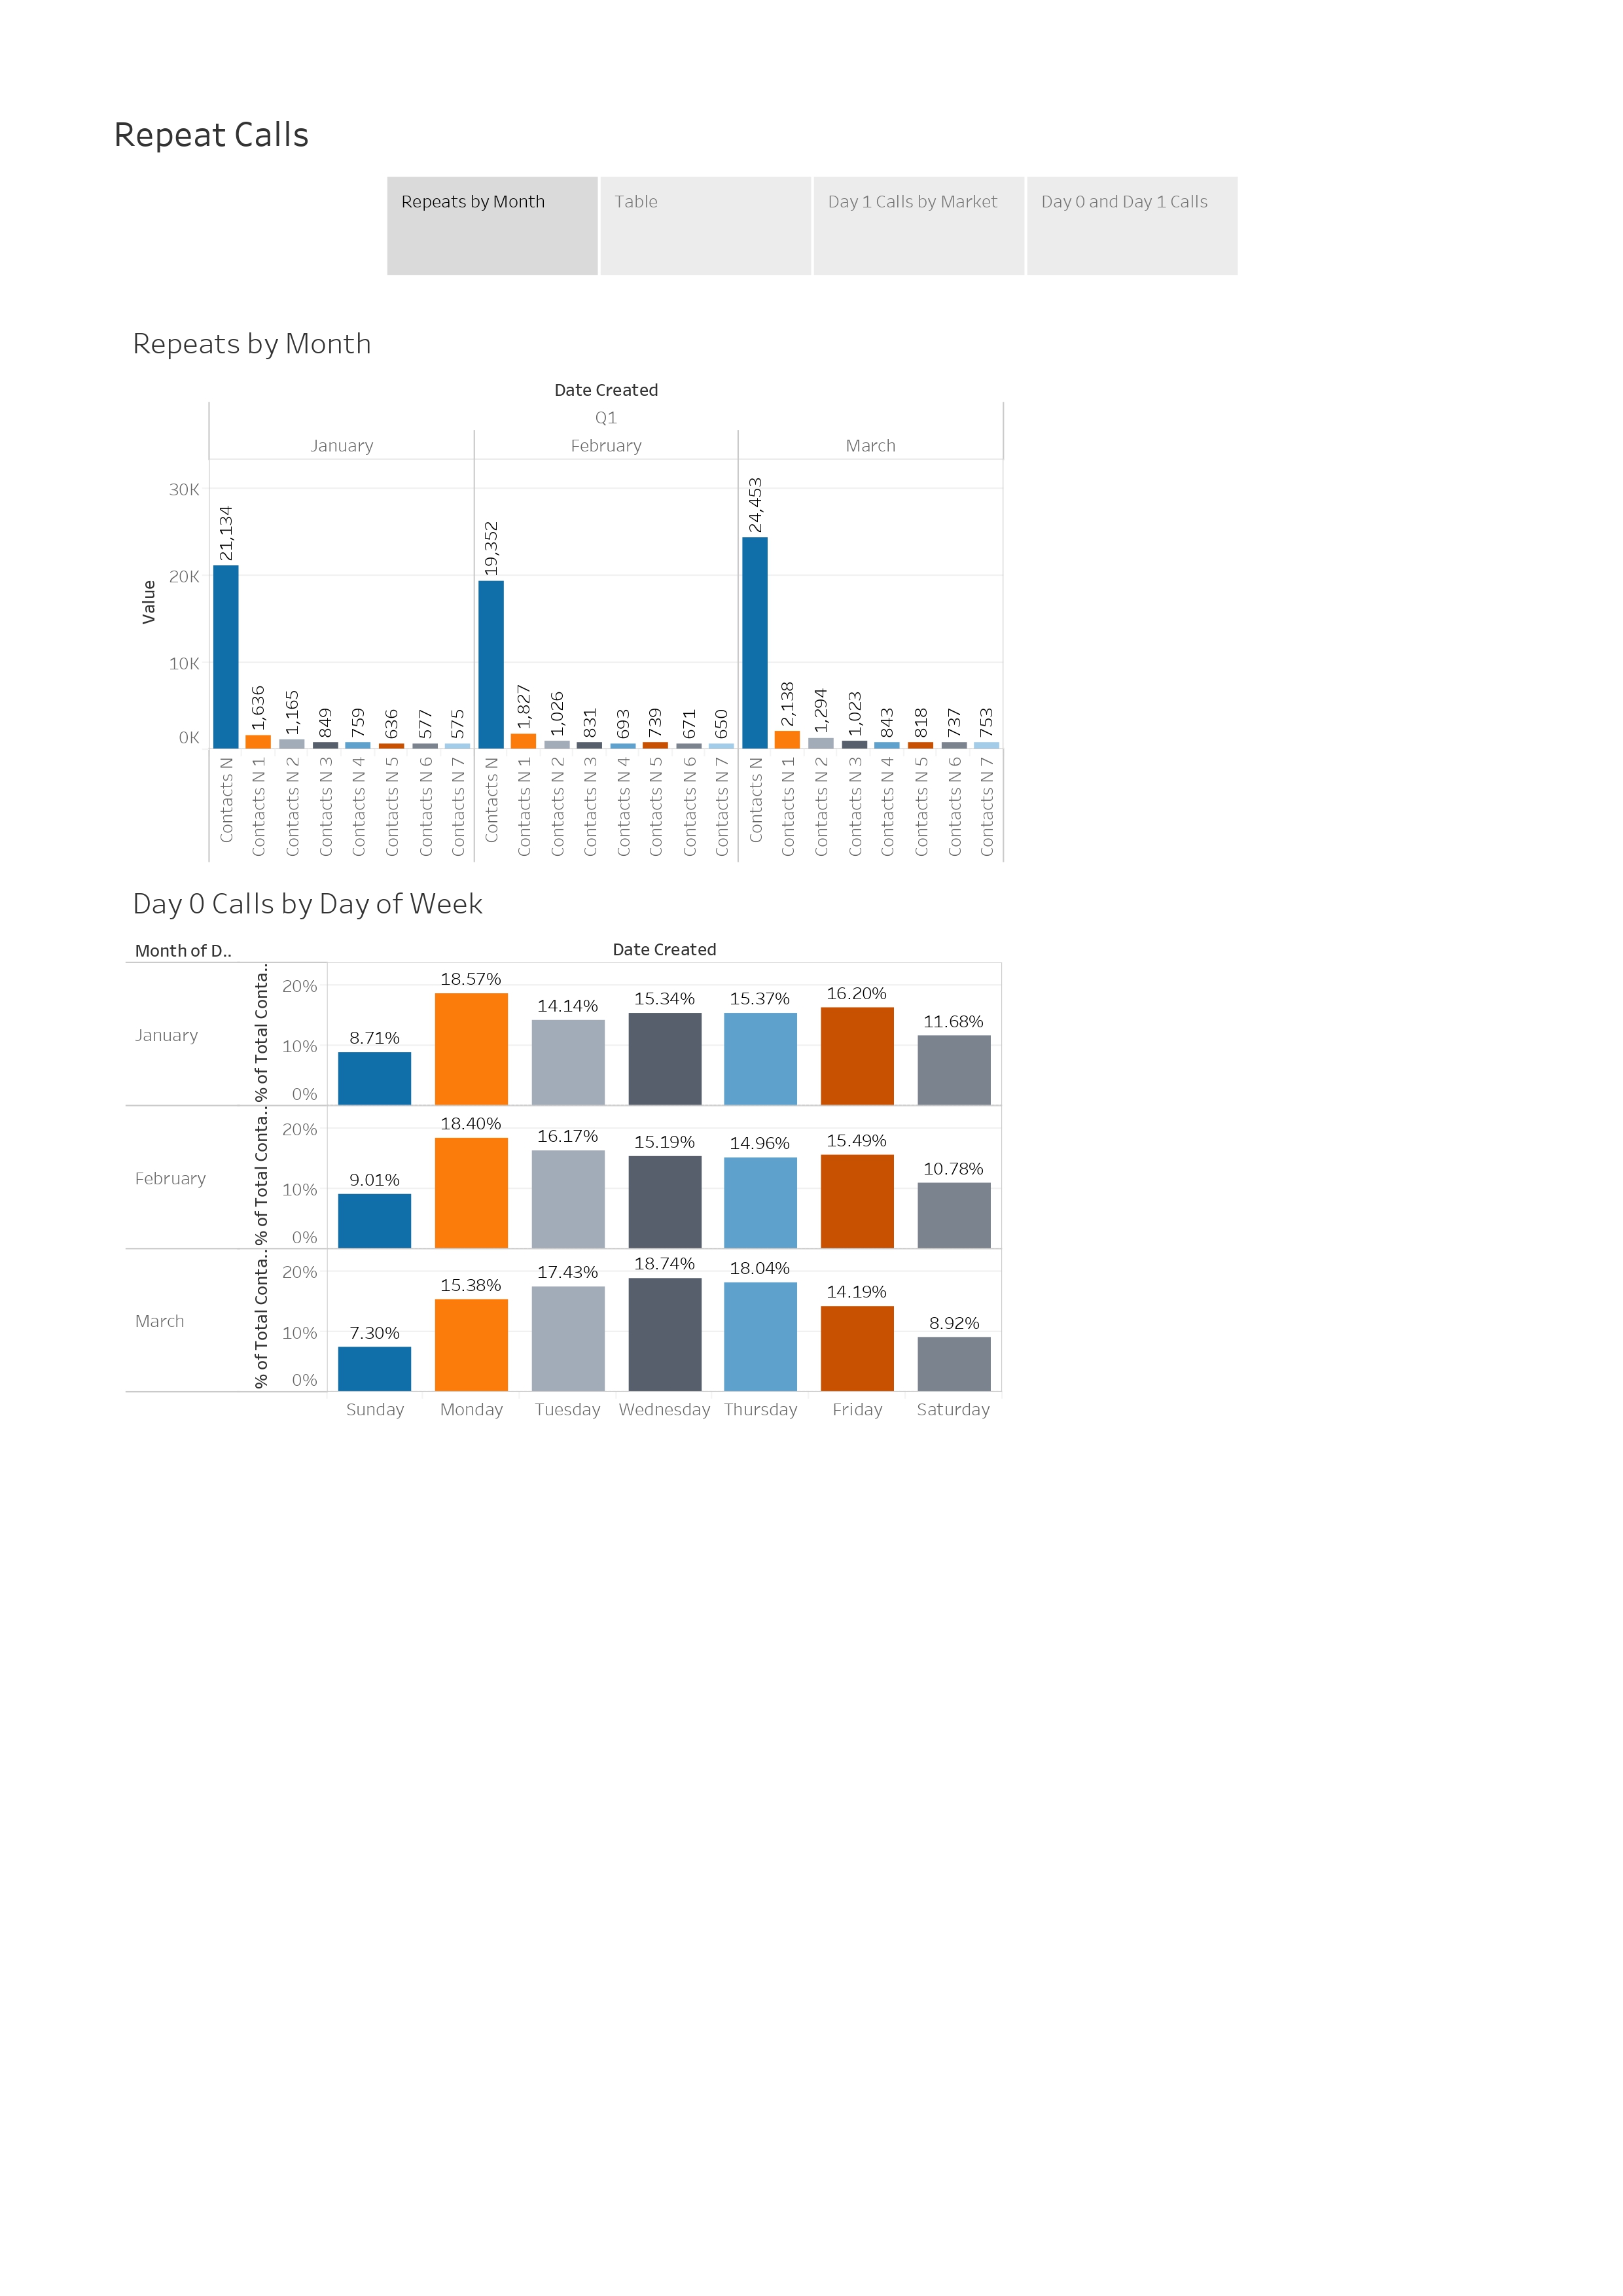 Repeat Calls
Repeats by Month
Table
Day 1 Calls by Market
Day 0 and Day 1 Calls
Repeats by Month
Date Created
Q1
January
February
March
Value
30K
20K
10K
0K
21,134
1,636
1,165
849
759
636
577
575
19,352
1,827
1,026
831
693
739
671
650
24,453
2,138
1,294
1,023
843
818
737
753
Contacts N
Contacts N 1
Contacts N 2
Contacts N 3
Contacts N 4
Contacts N 5
Contacts N 6
Contacts N 7
Contacts N
Contacts N 1
Contacts N 2
Contacts N 3
Contacts N 4
Contacts N 5
Contacts N 6
Contacts N 7
Contacts N
Contacts N 1
Contacts N 2
Contacts N 3
Contacts N 4
Contacts N 5
Contacts N 6
Contacts N 7
Day 0 Calls by Day of Week
Month of D..
Date Created
January
% of Total Conta..
20%
10%
0%
8.71%
18.57%
14.14%
15.34%
15.37%
16.20%
11.68%
February
% of Total Conta..
20%
10%
0%
9.01%
18.40%
16.17%
15.19%
14.96%
15.49%
10.78%
March
% of Total Conta..
20%
10%
0%
7.30%
15.38%
17.43%
18.74%
18.04%
14.19%
8.92%
Sunday
Monday
Tuesday
Wednesday
Thursday
Friday
Saturday